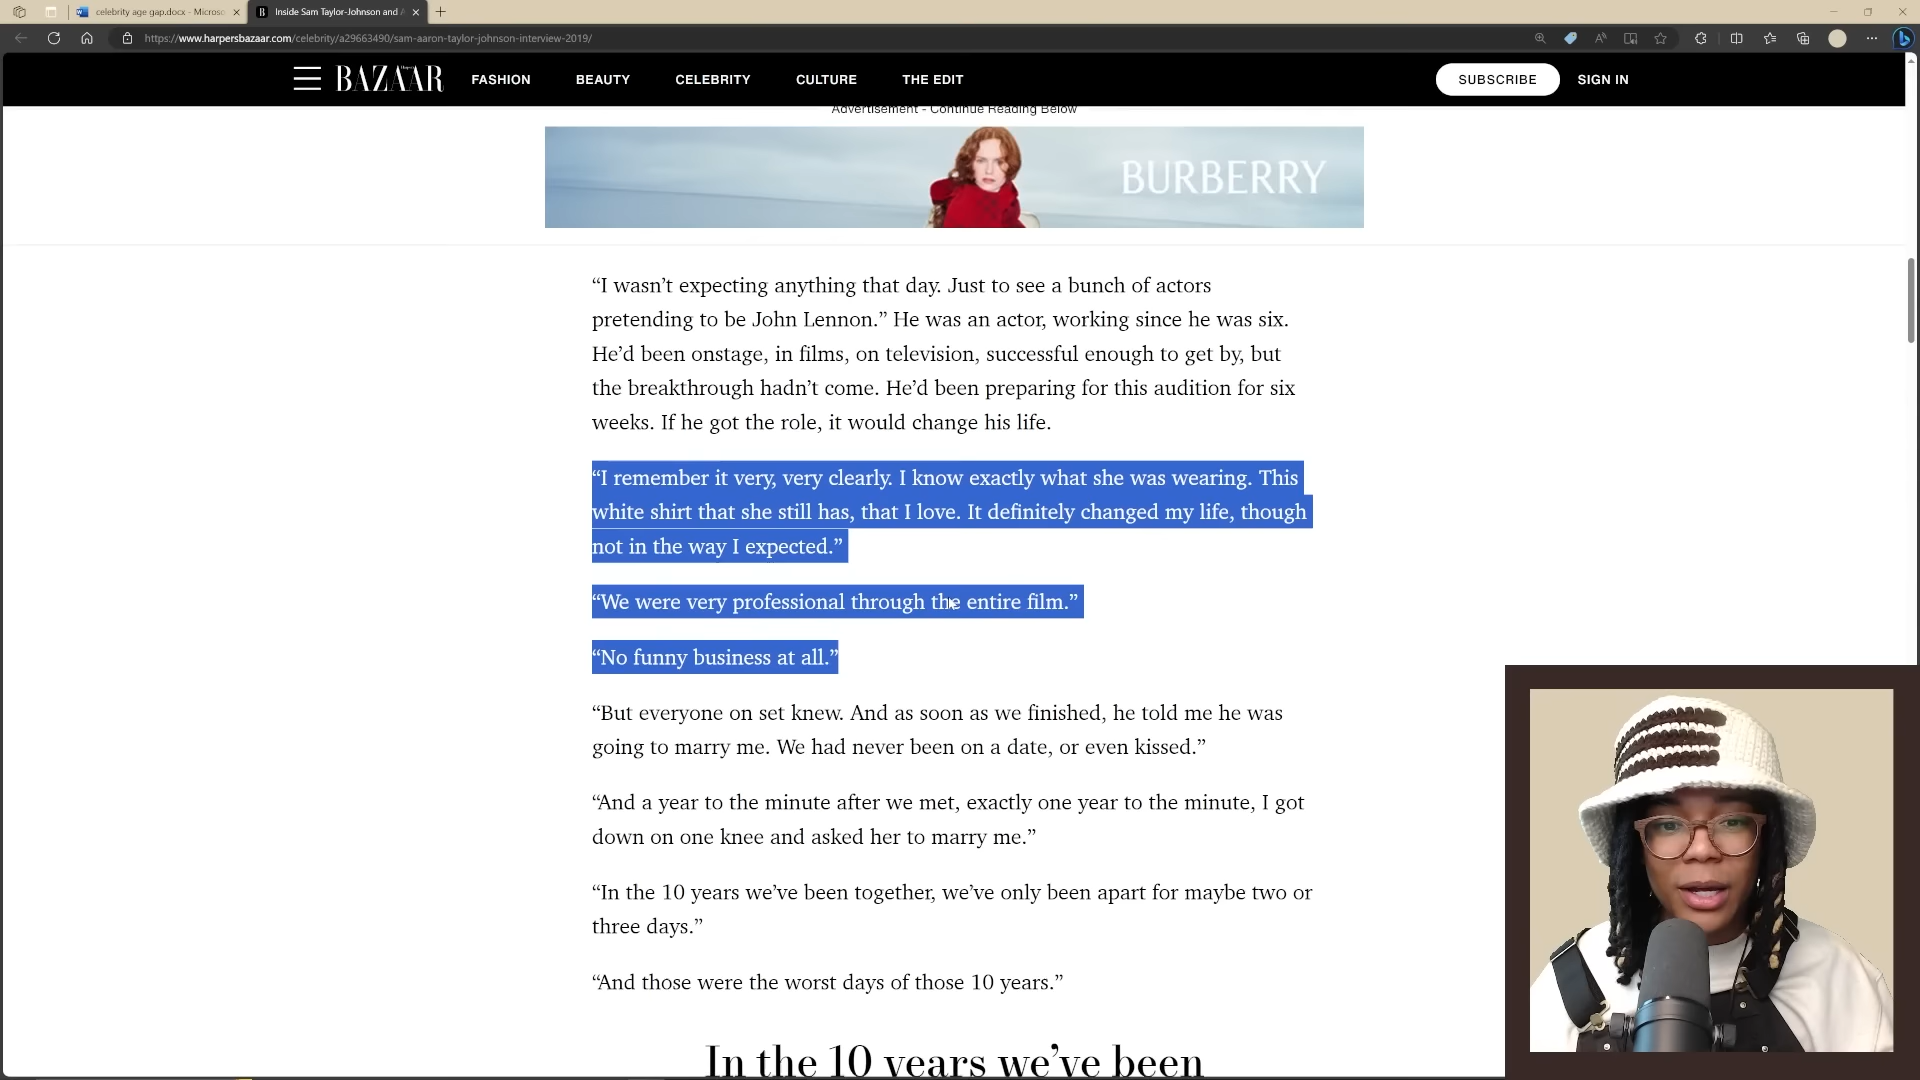 celebrity age gap.docx - Micros
Inside Sam Taylor-Johnson and
https://www.harpersbazaar.com/celebrity/a29663490/sam-aaron-taylor-johnson-interview-2019/
BAZAAR
FASHION
BEAUTY
CELEBRITY
CULTURE
THE EDIT
SUBSCRIBE
SIGN IN
Advertisement - Continue Reading Below
BURBERRY
“I wasn’t expecting anything that day. Just to see a bunch of actors
pretending to be John Lennon.” He was an actor, working since he was six.
He’d been onstage, in films, on television, successful enough to get by, but
the breakthrough hadn’t come. He’d been preparing for this audition for six
weeks. If he got the role, it would change his life.
“I remember it very, very clearly. I know exactly what she was wearing. This
white shirt that she still has, that I love. It definitely changed my life, though
not in the way I expected.”
“We were very professional through the entire film.”
“No funny business at all.”
“But everyone on set knew. And as soon as we finished, he told me he was
going to marry me. We had never been on a date, or even kissed.”
“And a year to the minute after we met, exactly one year to the minute, I got
down on one knee and asked her to marry me.”
“In the 10 years we’ve been together, we’ve only been apart for maybe two or
three days.”
“And those were the worst days of those 10 years.”
In the 10 years we’ve been